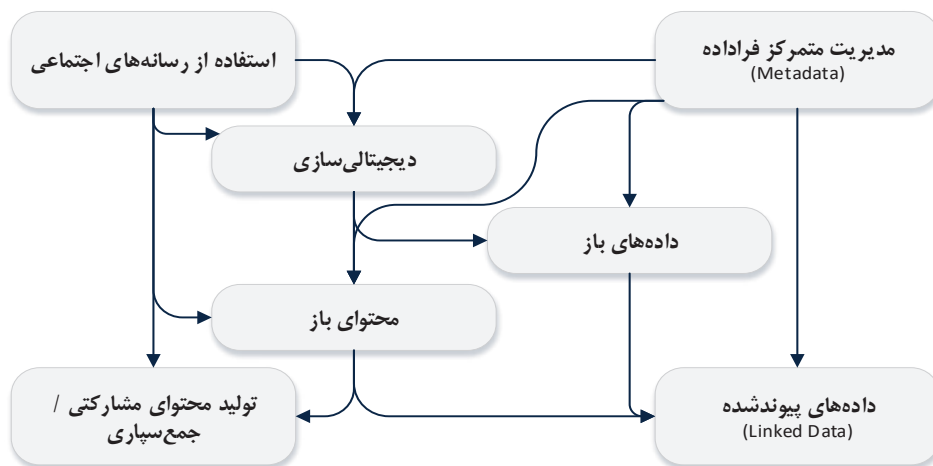 مدیریت متمرکز فراداده
(Metadata)
استفاده از رسانه‌های اجتماعی
دیجیتالی‌سازی
داده‌های باز
محتوای باز
داده‌های پیوندشده
(Linked Data)
تولید محتوای مشارکتی /
جمع‌سپاری